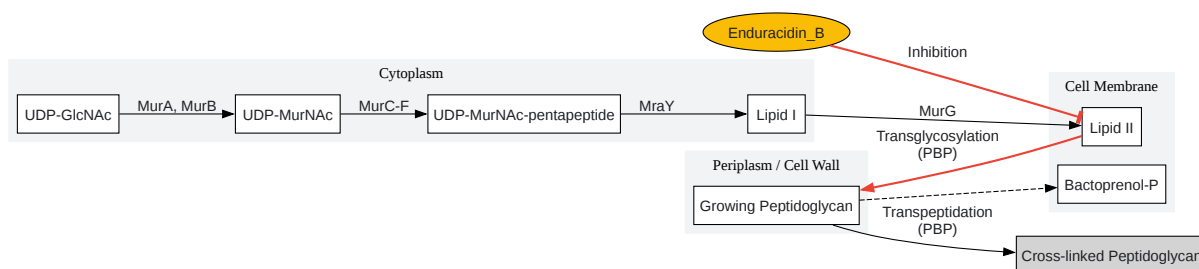 Enduracidin_B
Inhibition
Cytoplasm
Cell Membrane
UDP-GlcNAc
MurA, MurB
UDP-MurNAc
MurC-F
UDP-MurNAc-pentapeptide
MraY
Lipid I
MurG
Lipid II
Transglycosylation
(PBP)
Periplasm / Cell Wall
Bactoprenol-P
Growing Peptidoglycan
Transpeptidation
(PBP)
Cross-linked Peptidoglycan